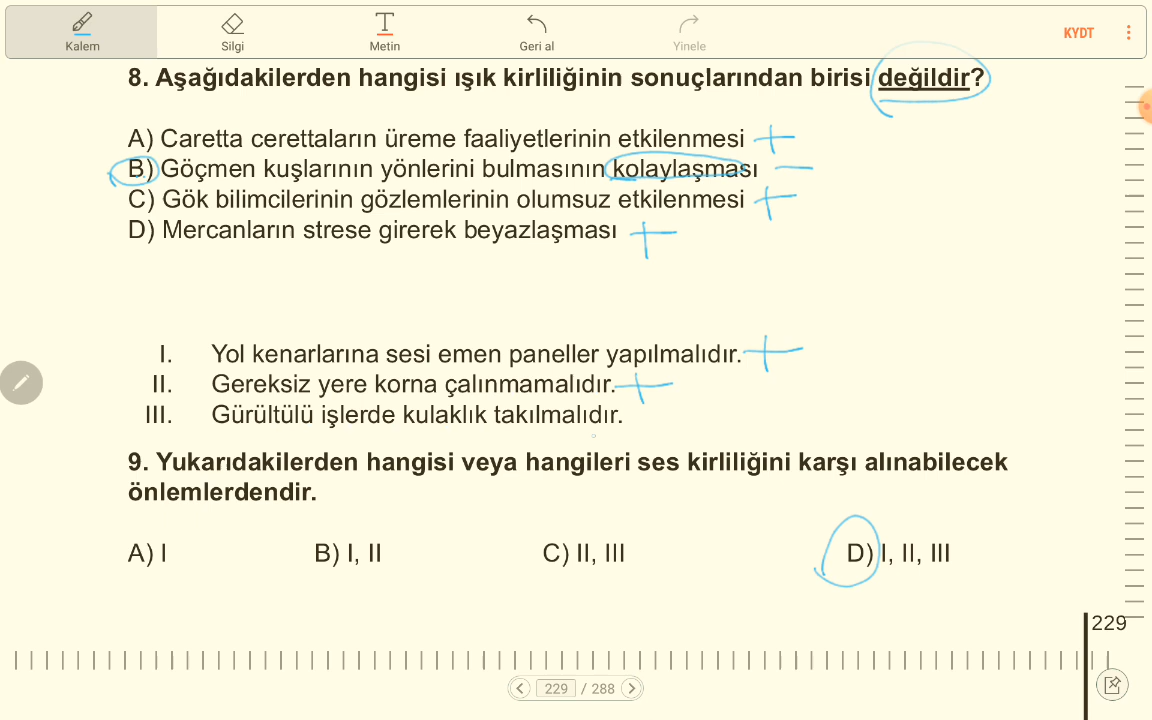 Kalem
Silgi
Metin
Geri al
Yinele
KYDT
8. Aşağıdakilerden hangisi ışık kirliliğinin sonuçlarından birisi değildir?
A) Caretta cerettaların üreme faaliyetlerinin etkilenmesi
B) Göçmen kuşlarının yönlerini bulmasının kolaylaşması
C) Gök bilimcilerinin gözlemlerinin olumsuz etkilenmesi
D) Mercanların strese girerek beyazlaşması
I. Yol kenarlarına sesi emen paneller yapılmalıdır.
II. Gereksiz yere korna çalınmamalıdır.
III. Gürültülü işlerde kulaklık takılmalıdır.
9. Yukarıdakilerden hangisi veya hangileri ses kirliliğini karşı alınabilecek
önlemlerdendir.
A) I B) I, II C) II, III D) I, II, III
229
229 / 288